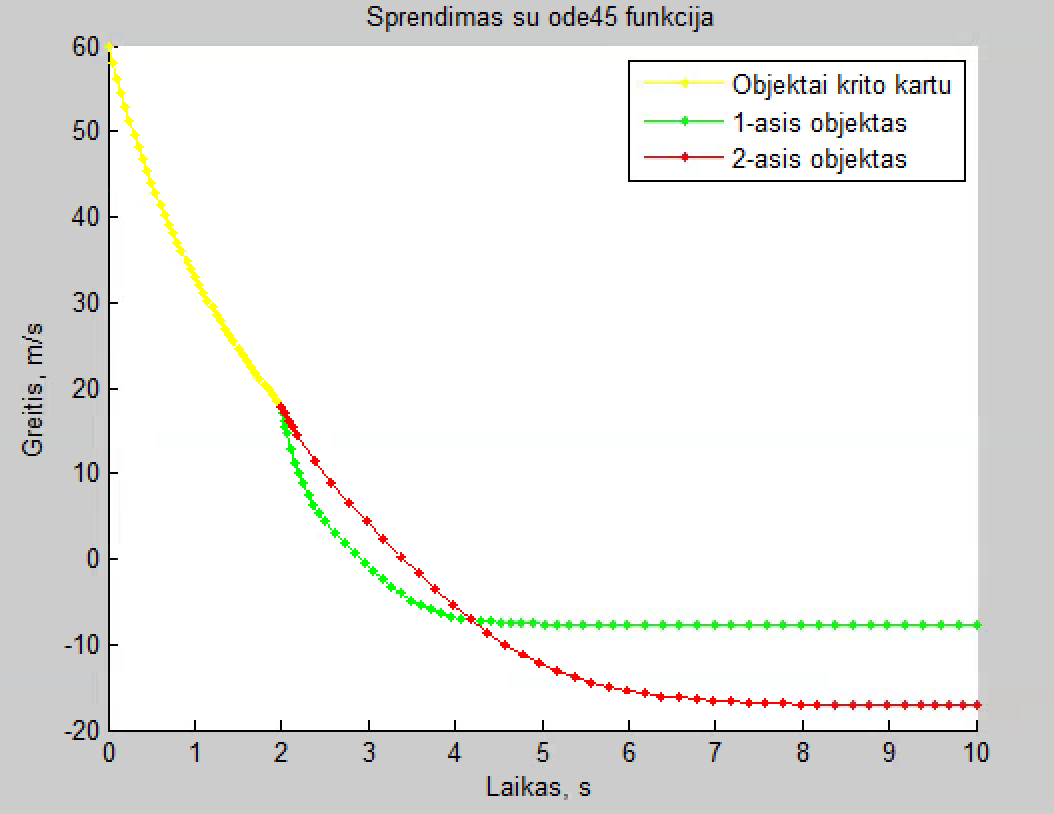 Sprendimas su ode45 funkcija
Objektai krito kartu
1-asis objektas
2-asis objektas
Greitis, m/s
60
50
40
30
20
10
0
-10
-20
0 1 2 3 4 5 6 7 8 9 10
Laikas, s